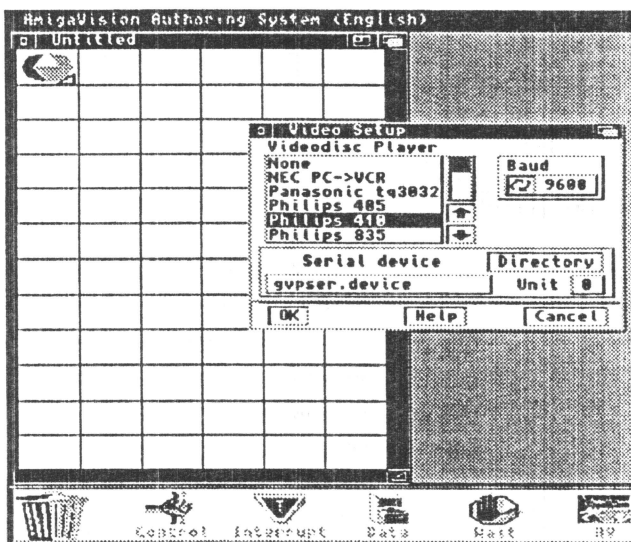 AmigaVision Authoring System (English)
Untitled
Video Setup
Videodisc Player
None
NEC PC->VCR
Panasonic tq3032
Philips 405
Philips 410
Philips 835
Baud
9600
Serial device
Directory
gvpser.device
Unit 0
OK
Help
Cancel
Control
Interrupt
Data
Wait
AV